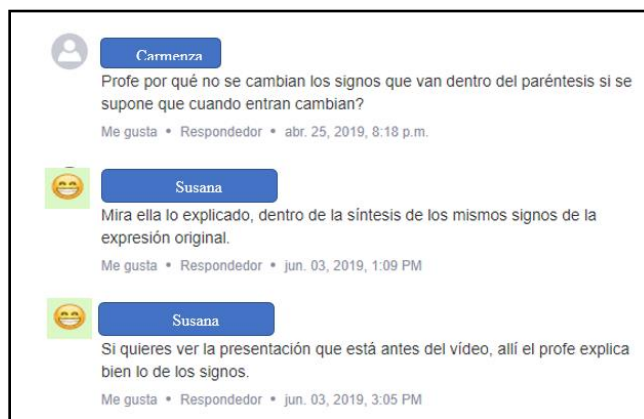 Carmenza
Profe por qué no se cambian los signos que van dentro del paréntesis si se
supone que cuando entran cambian?
Me gusta • Respondedor • abr. 25, 2019, 8:18 p.m.
Susana
Mira ella lo explicado, dentro de la síntesis de los mismos signos de la
expresión original.
Me gusta • Respondedor • jun. 03, 2019, 1:09 PM
Susana
Si quieres ver la presentación que está antes del vídeo, allí el profe explica
bien lo de los signos.
Me gusta • Respondedor • jun. 03, 2019, 3:05 PM